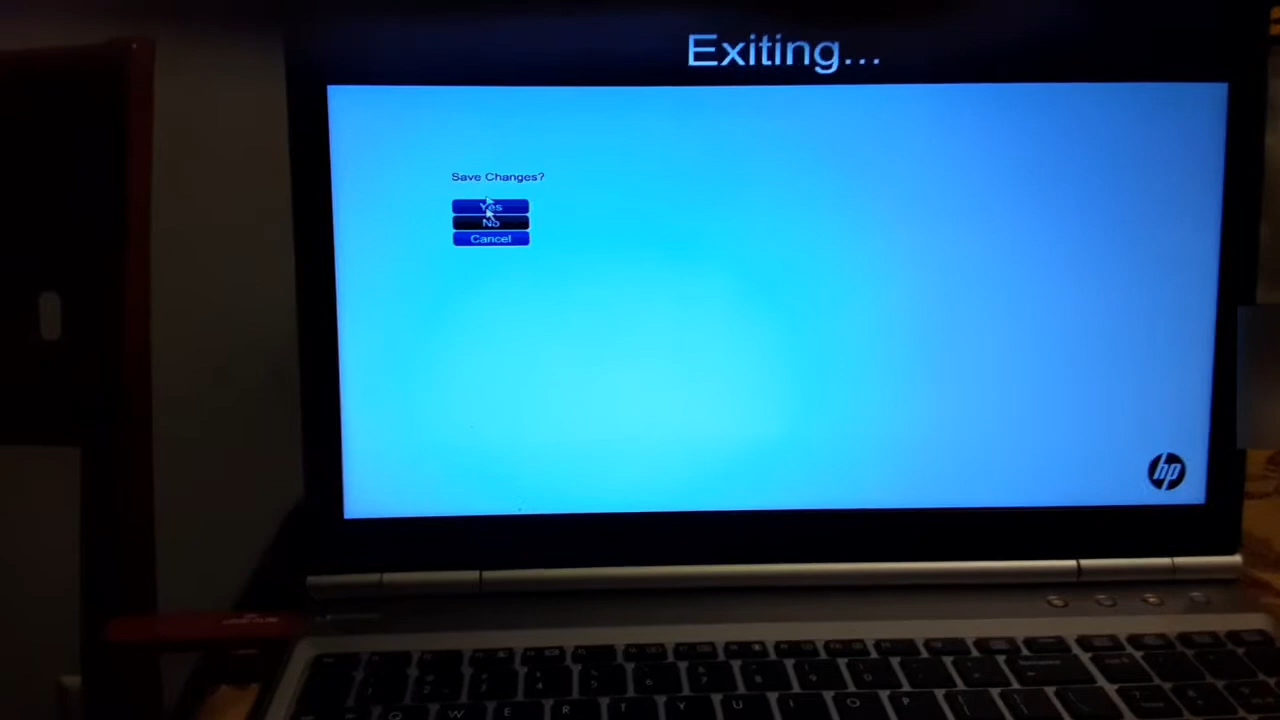 Exiting...
Save Changes?
Yes
No
Cancel
hp
Q W E R T Y U I O P